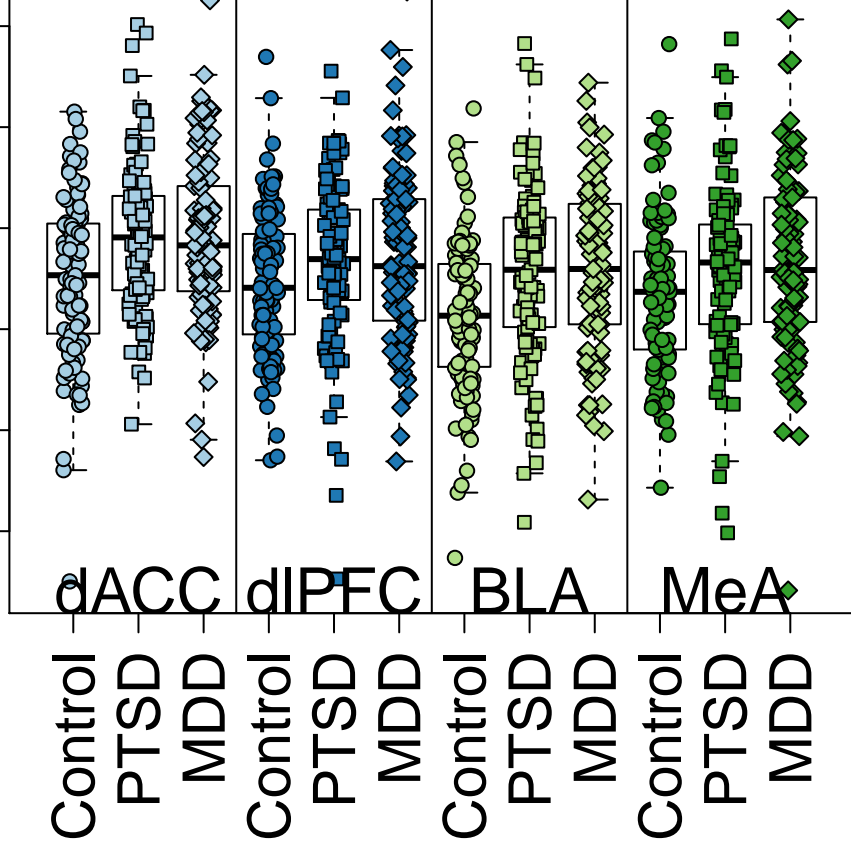 dACC dlPFC BLA MeA
Control PTSD MDD Control PTSD MDD Control PTSD MDD Control PTSD MDD